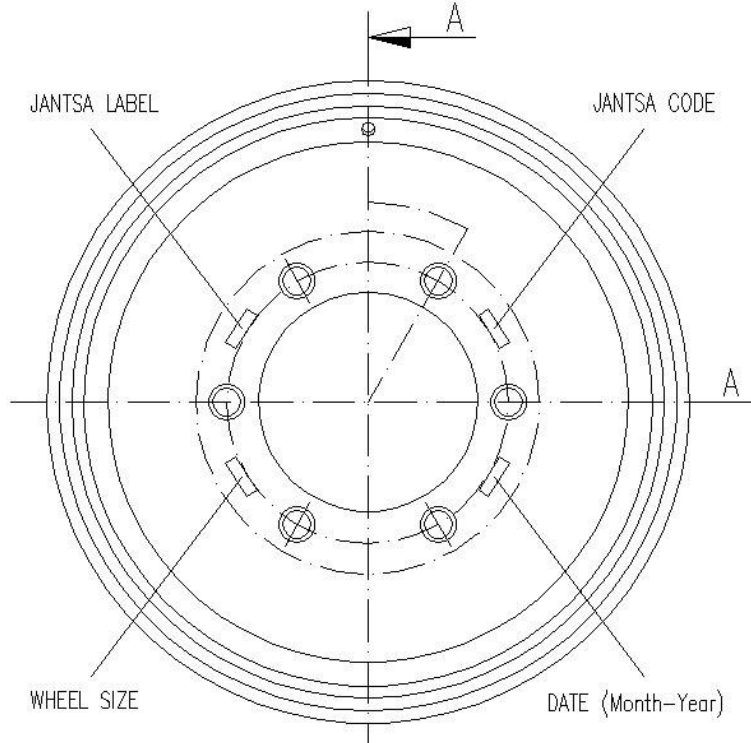 A
JANTSA LABEL
JANTSA CODE
A
WHEEL SIZE
DATE (Month-Year)